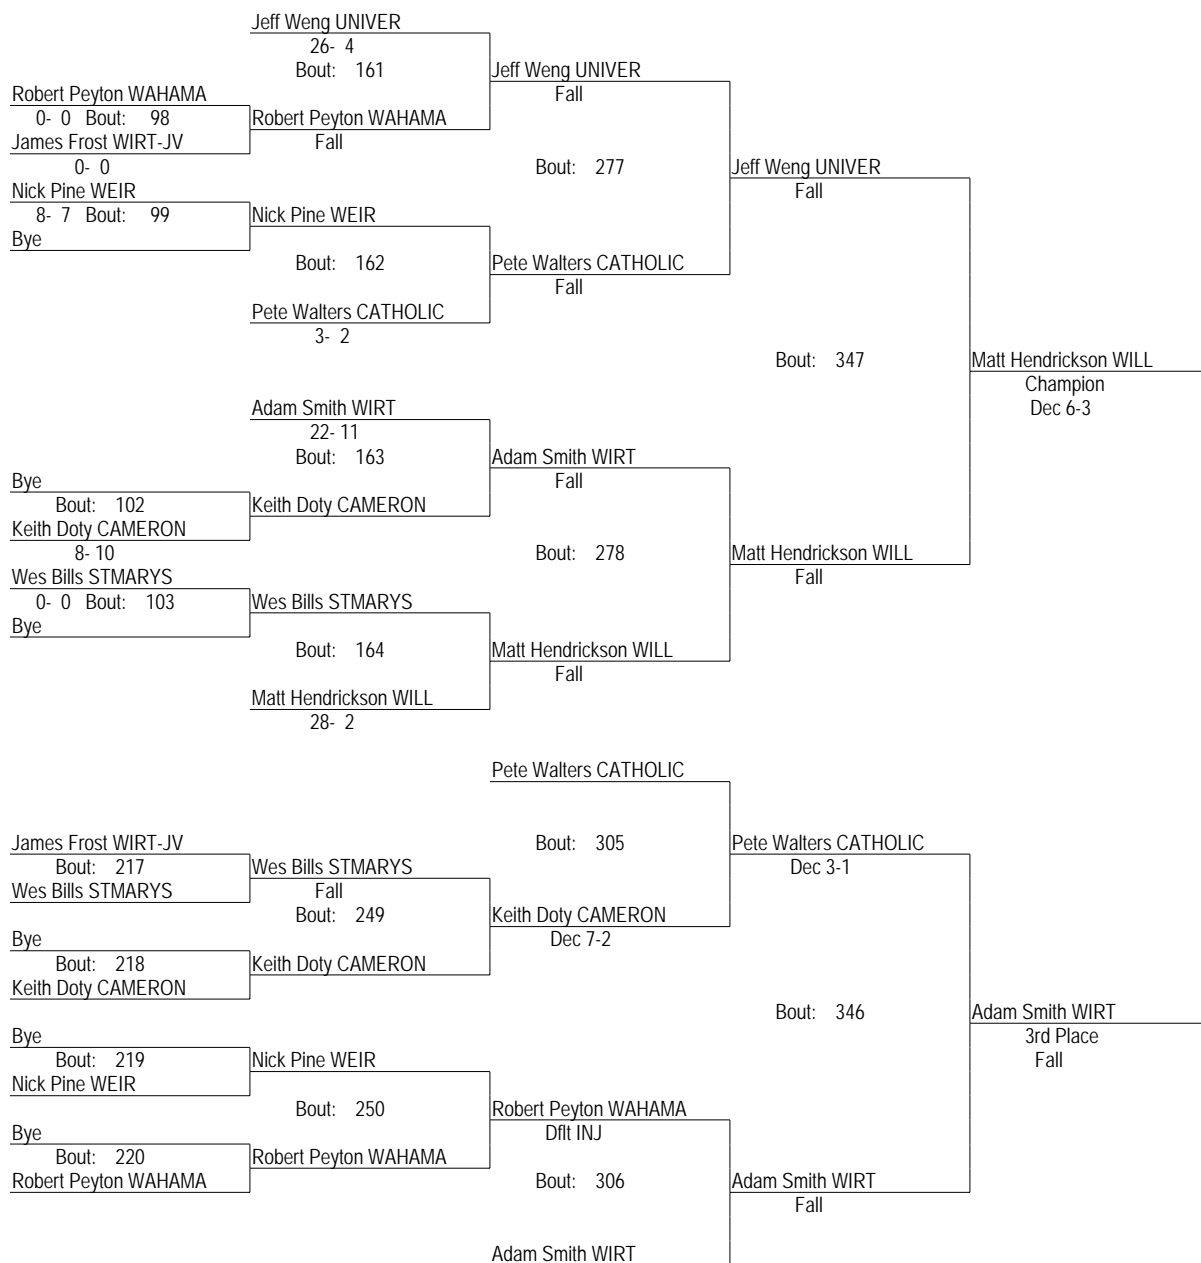 Jeff Weng UNIVER
26- 4
Bout: 161
Jeff Weng UNIVER
Fall
Robert Peyton WAHAMA
0- 0 Bout: 98
Robert Peyton WAHAMA
Fall
James Frost WIRT-JV
0- 0
Bout: 277
Jeff Weng UNIVER
Fall
Nick Pine WEIR
8- 7 Bout: 99
Nick Pine WEIR
Bye
Bout: 162
Pete Walters CATHOLIC
Fall
Pete Walters CATHOLIC
3- 2
Bout: 347
Matt Hendrickson WILL
Champion
Dec 6-3
Adam Smith WIRT
22- 11
Bout: 163
Adam Smith WIRT
Fall
Bye
Bout: 102
Keith Doty CAMERON
Keith Doty CAMERON
8- 10
Bout: 278
Matt Hendrickson WILL
Fall
Wes Bills STMARYS
0- 0 Bout: 103
Wes Bills STMARYS
Bye
Bout: 164
Matt Hendrickson WILL
Fall
Matt Hendrickson WILL
28- 2
Pete Walters CATHOLIC
James Frost WIRT-JV
Bout: 305
Pete Walters CATHOLIC
Dec 3-1
Bout: 217
Wes Bills STMARYS
Fall
Wes Bills STMARYS
Bout: 249
Keith Doty CAMERON
Dec 7-2
Bye
Bout: 218
Keith Doty CAMERON
Keith Doty CAMERON
Bout: 346
Adam Smith WIRT
3rd Place
Fall
Bye
Bout: 219
Nick Pine WEIR
Nick Pine WEIR
Bout: 250
Robert Peyton WAHAMA
Dflt INJ
Bye
Bout: 220
Robert Peyton WAHAMA
Robert Peyton WAHAMA
Bout: 306
Adam Smith WIRT
Fall
Adam Smith WIRT